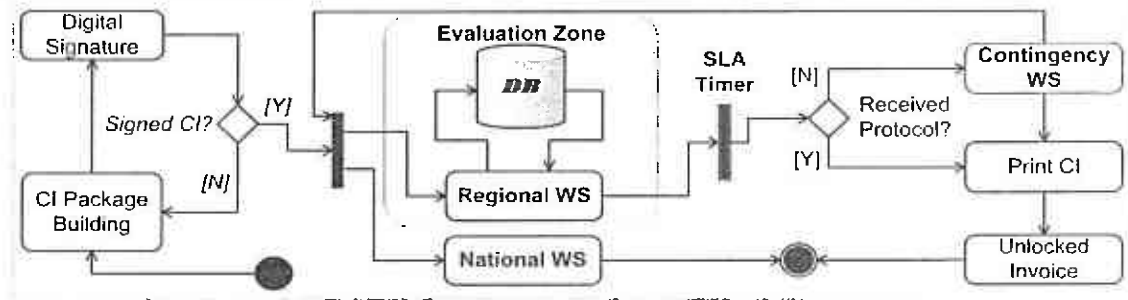 Digital
Signature
Signed CI?
[Y]
[N]
CI Package
Building
Evaluation Zone
DB
Regional WS
National WS
SLA
Timer
[N]
Received
Protocol?
[Y]
Contingency
WS
Print CI
Unlocked
Invoice